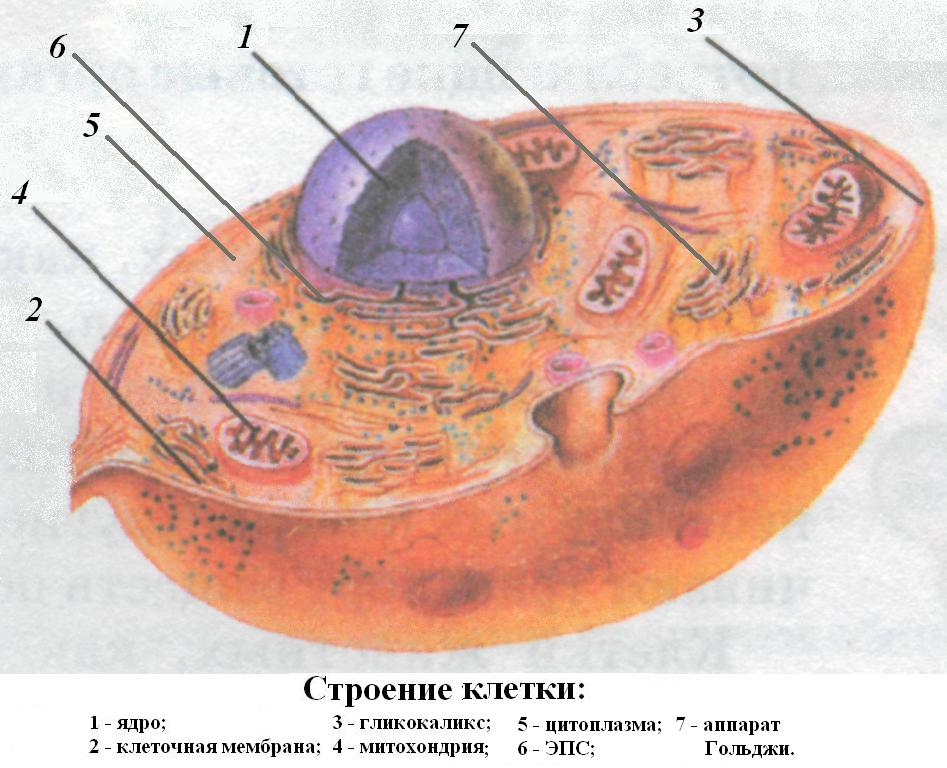 6
1
7
3
5
4
2
Строение клетки:
1 - ядро;
2 - клеточная мембрана;
3 - гликокаликс;
4 - митохондрия;
5 - цитоплазма;
6 - ЭПС;
7 - аппарат
Гольджи.